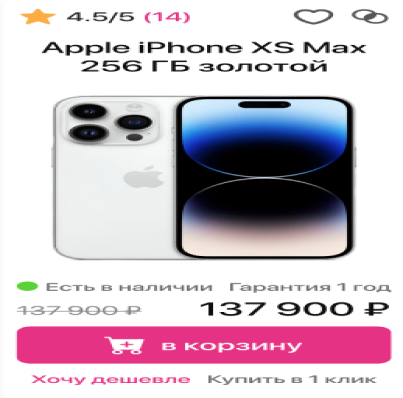 4.5/5 (14)
Apple iPhone XS Max
256 ГБ золотой
Есть в наличии Гарантия 1 год
137 900 ₽ 137 900 ₽
в корзину
Хочу дешевле Купить в 1 клик